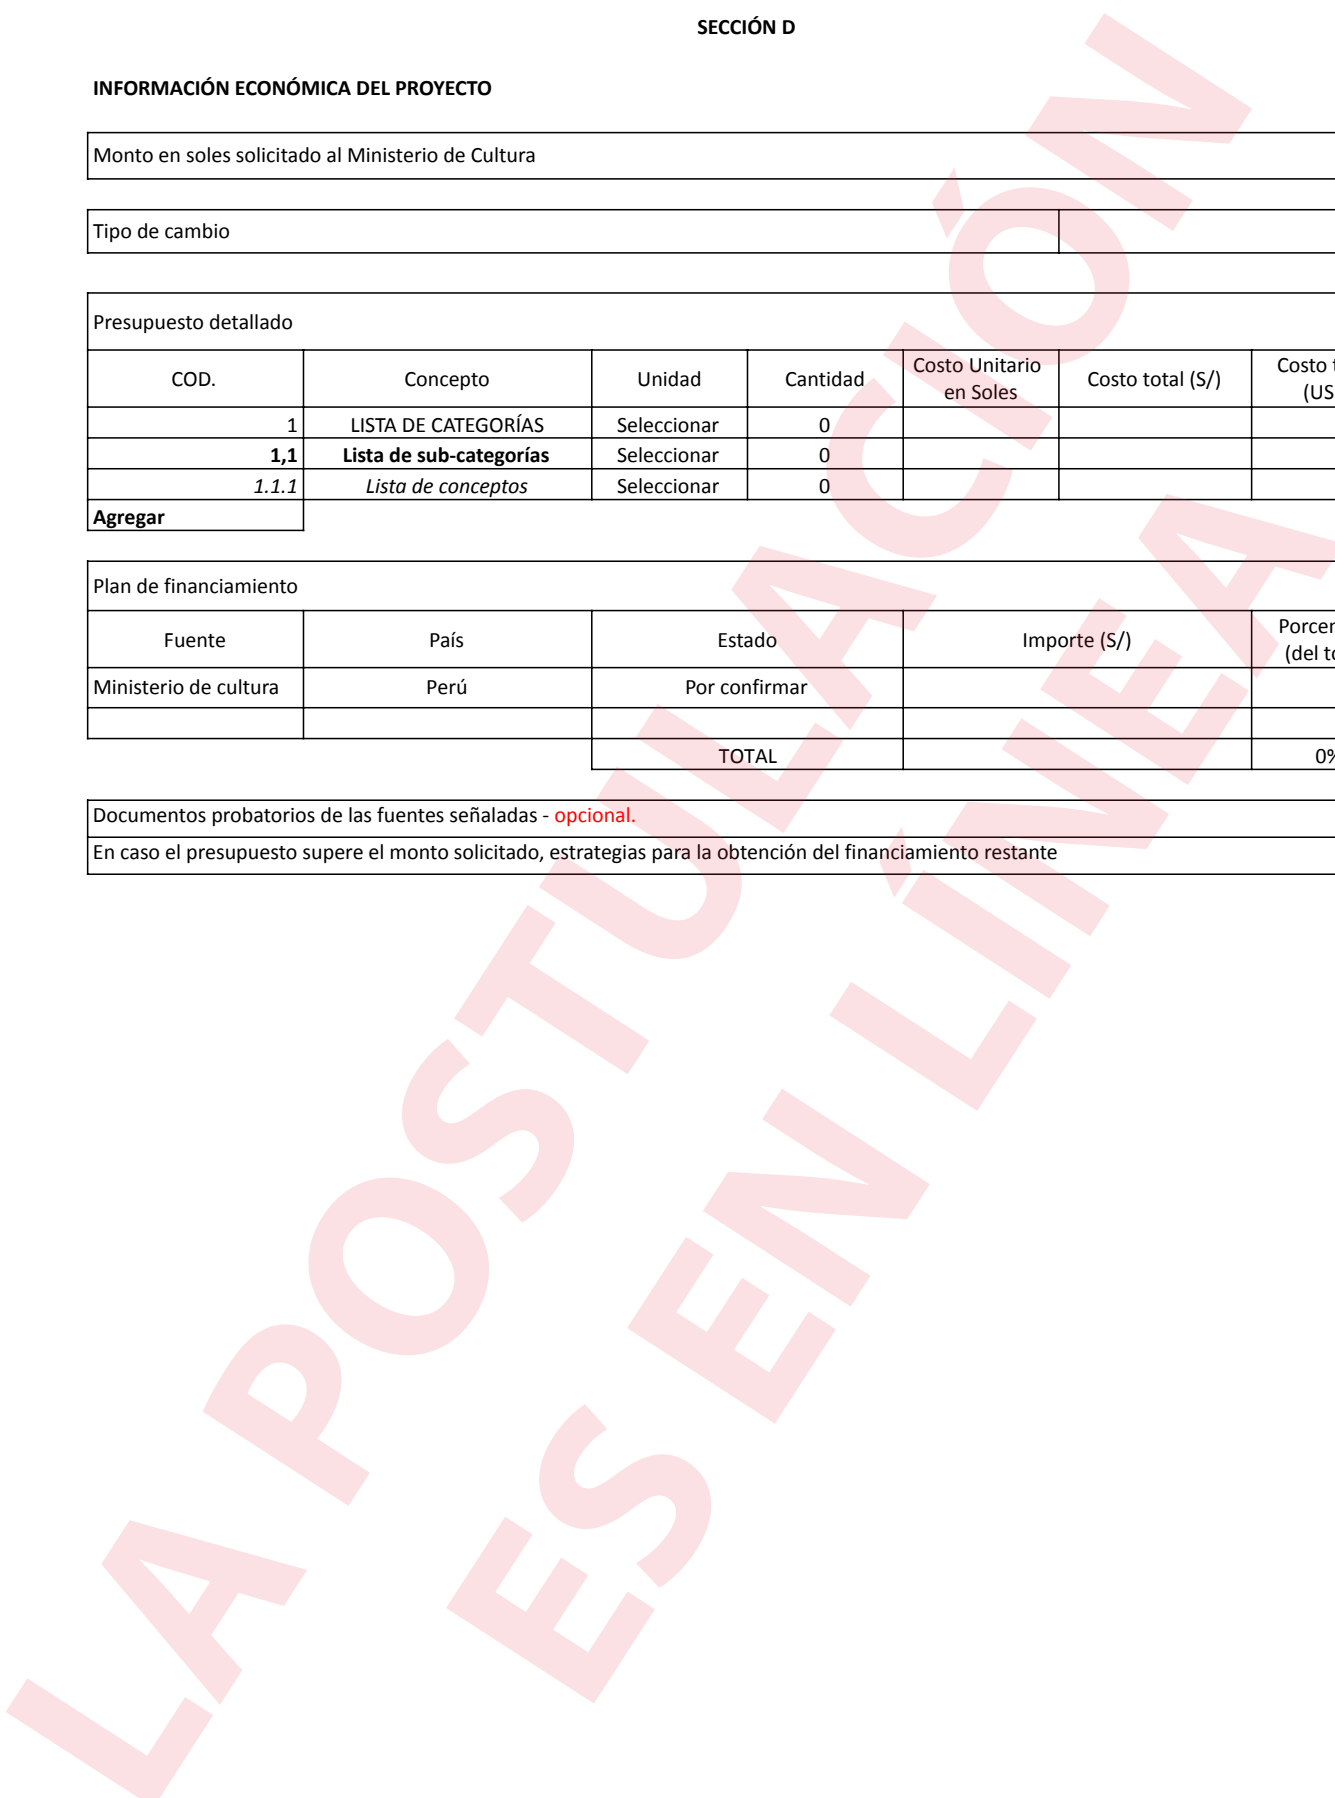 SECCIÓN D
INFORMACIÓN ECONÓMICA DEL PROYECTO
Monto en soles solicitado al Ministerio de Cultura
Tipo de cambio
Presupuesto detallado
COD. Concepto Unidad Cantidad Costo Unitario en Soles Costo total (S/) Costo (US
1 LISTA DE CATEGORÍAS Seleccionar 0
1,1 Lista de sub-categorías Seleccionar 0
1.1.1 Lista de conceptos Seleccionar 0
Agregar
Plan de financiamiento
Fuente País Estado Importe (S/) (del
Ministerio de cultura Perú Por confirmar
TOTAL 0%
Documentos probatorios de las fuentes señaladas - opcional.
En caso el presupuesto supere el monto solicitado, estrategias para la obtención del financiamiento restante
LA POSTULACIÓN
ES EN LÍNEA